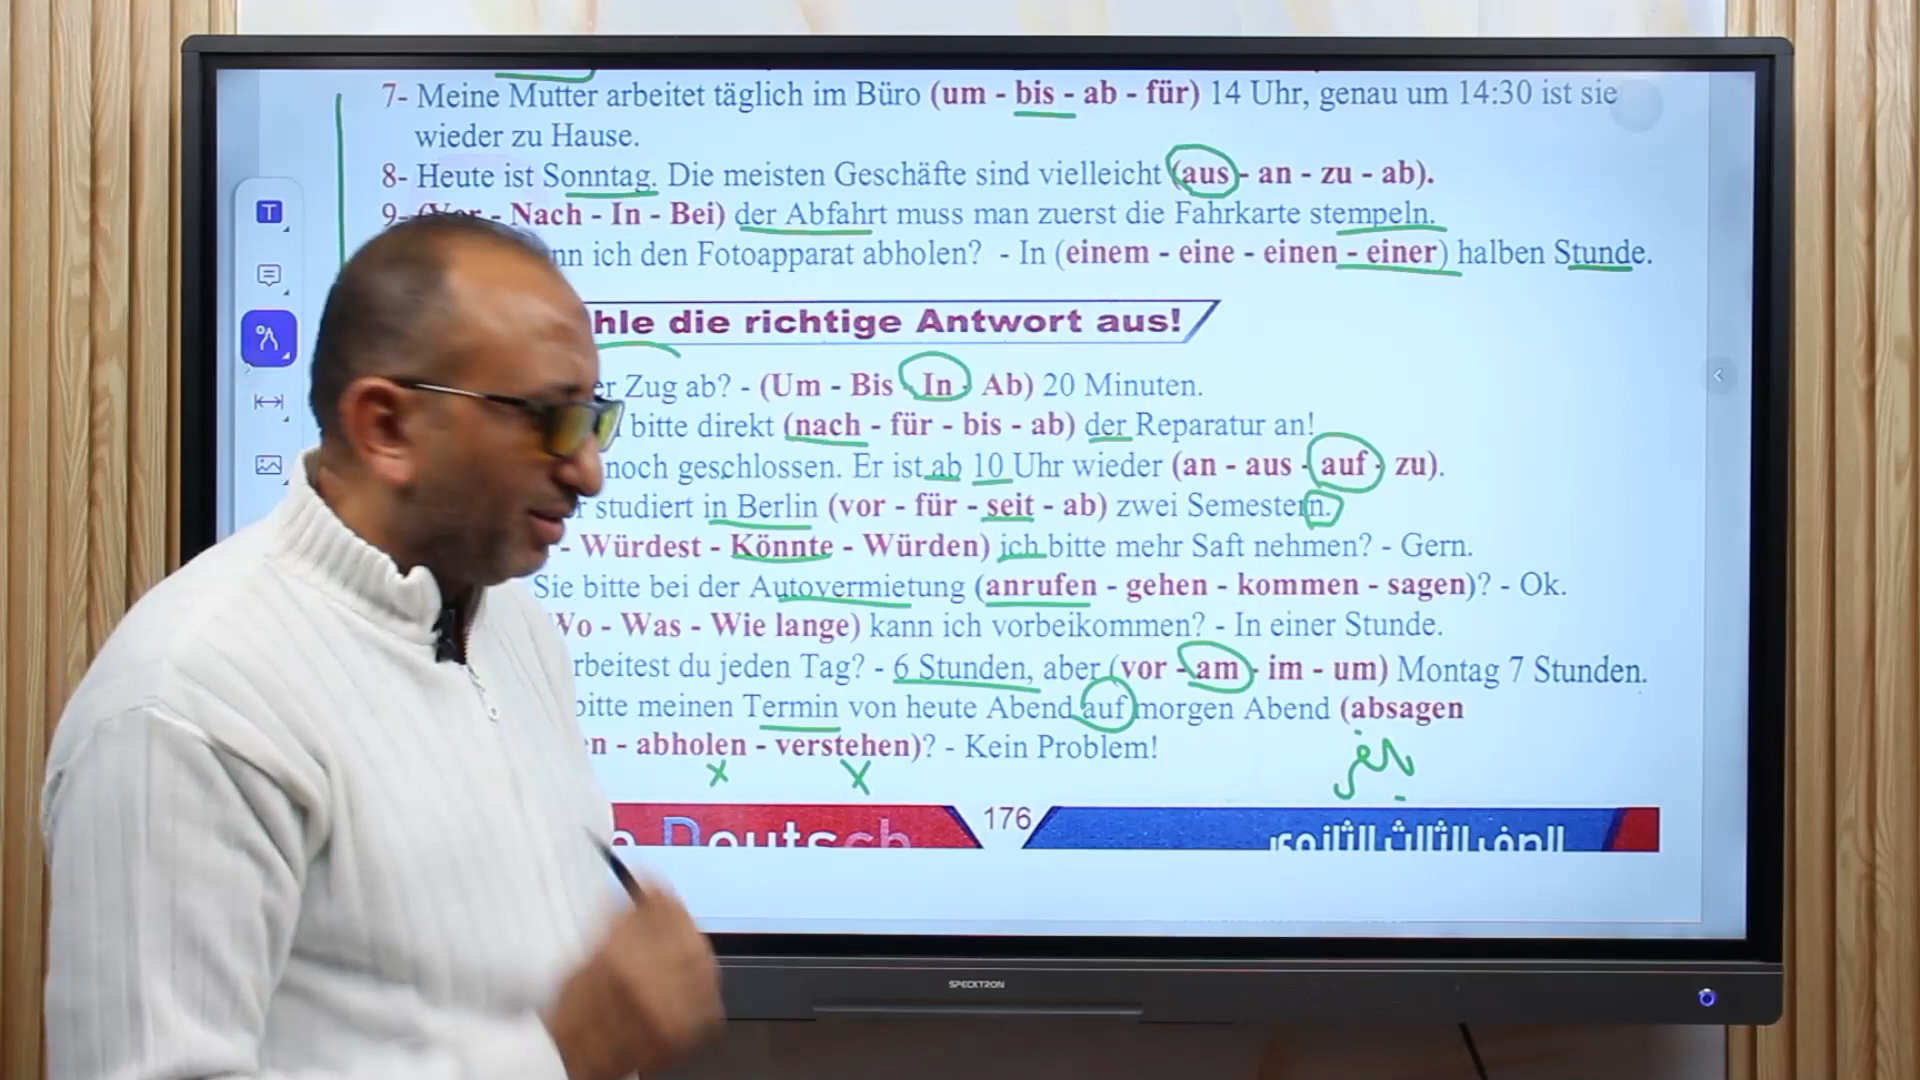 7- Meine Mutter arbeitet täglich im Büro (um - bis - ab - für) 14 Uhr, genau um 14:30 ist sie
wieder zu Hause.
8- Heute ist Sonntag. Die meisten Geschäfte sind vielleicht (aus - an - zu - ab).
9- (Vor - Nach - In - Bei) der Abfahrt muss man zuerst die Fahrkarte stempeln.
ich den Fotoapparat abholen? - In (einem - eine - einen - einer) halben Stunde.
die richtige Antwort aus!
Zug ab? - (Um - Bis - In - Ab) 20 Minuten.
bitte direkt (nach - für - bis - ab) der Reparatur an!
noch geschlossen. Er ist ab 10 Uhr wieder (an - aus - auf - zu).
studiert in Berlin (vor - für - seit - ab) zwei Semestern.
- Würdest - Könnte - Würden) ich bitte mehr Saft nehmen? - Gern.
Sie bitte bei der Autovermietung (anrufen - gehen - kommen - sagen)? - Ok.
Wo - Was - Wie lange) kann ich vorbeikommen? - In einer Stunde.
du jeden Tag? - 6 Stunden, aber (vor - am - im - um) Montag 7 Stunden.
bitte meinen Termin von heute Abend auf morgen Abend (absagen
- abholen - verstehen)? - Kein Problem!
x x
Deutsch 176 الصف الثالث الثانوى
SPECKTRON